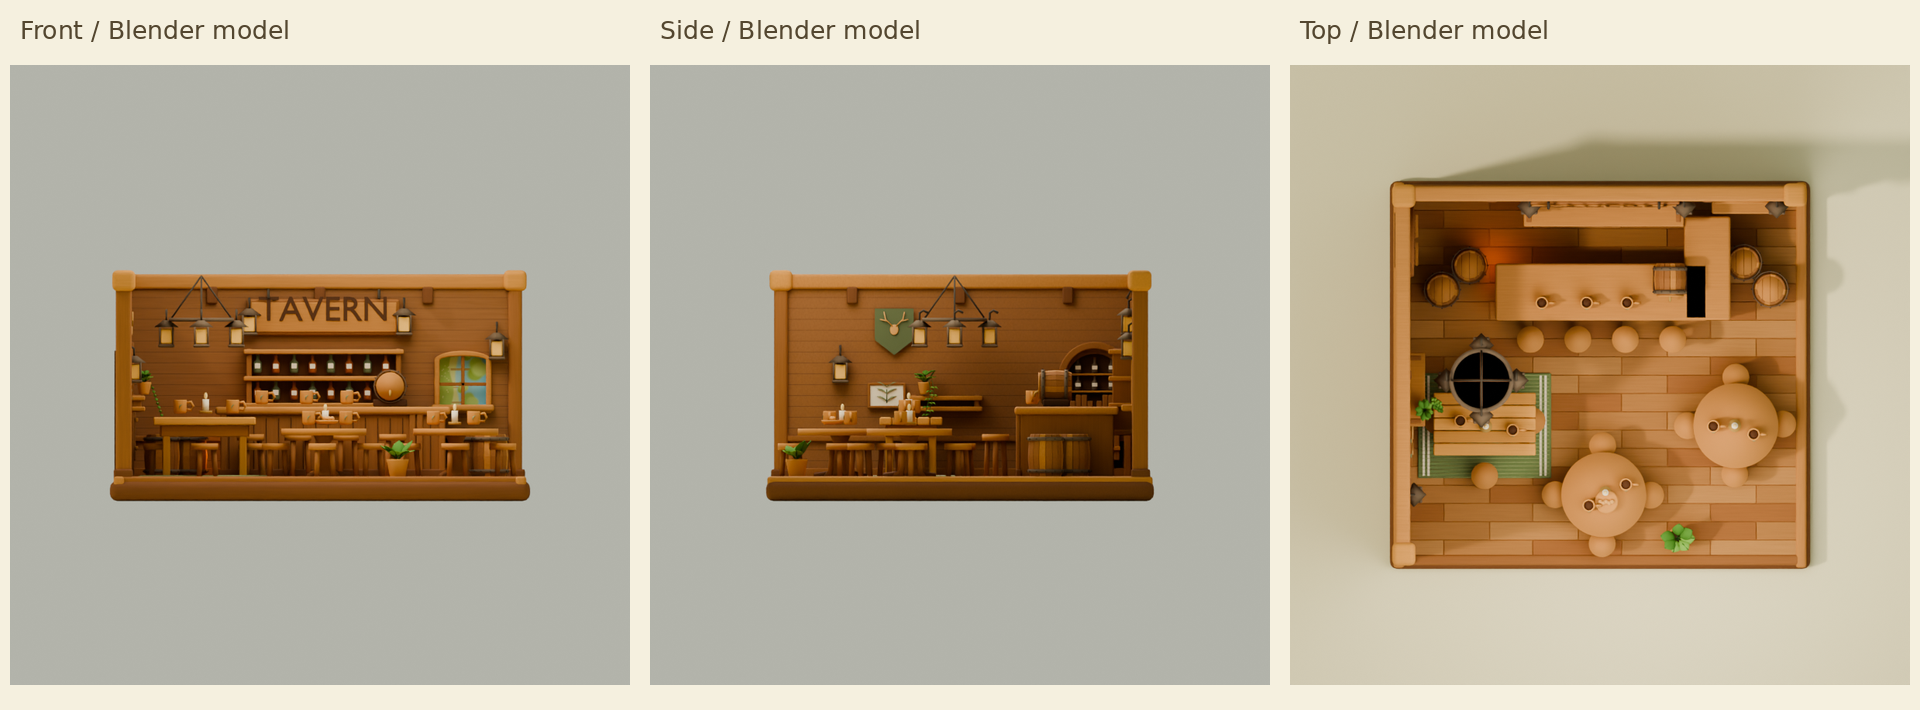 Front / Blender model
Side / Blender model
Top / Blender model
TAVERN